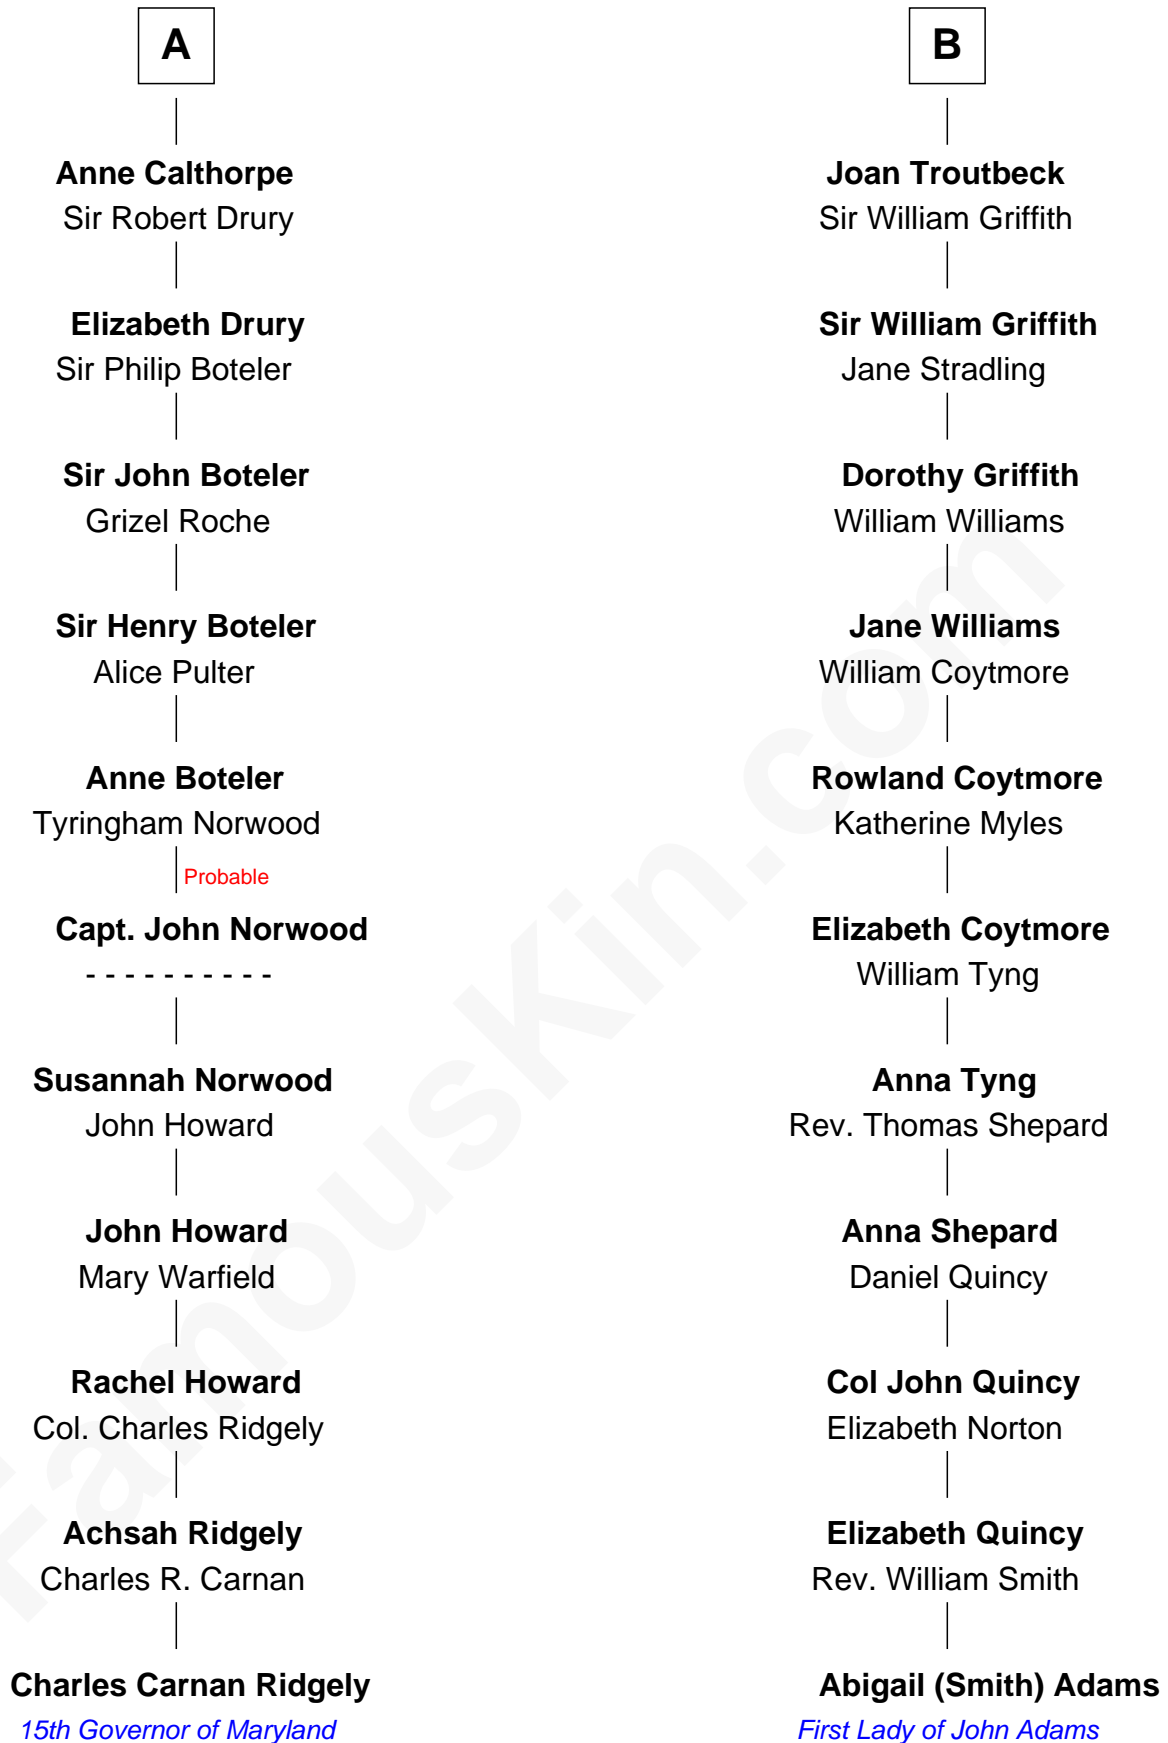 A
Anne Calthorpe
Sir Robert Drury
Elizabeth Drury
Sir Philip Boteler
Sir John Boteler
Grizel Roche
Sir Henry Boteler
Alice Pulter
Anne Boteler
Tyringham Norwood
Probable
Capt. John Norwood
- - - - - - - - - -
Susannah Norwood
John Howard
John Howard
Mary Warfield
Rachel Howard
Col. Charles Ridgely
Achsah Ridgely
Charles R. Carnan
Charles Carnan Ridgely
15th Governor of Maryland
B
Joan Troutbeck
Sir William Griffith
Sir William Griffith
Jane Stradling
Dorothy Griffith
William Williams
Jane Williams
William Coytmore
Rowland Coytmore
Katherine Myles
Elizabeth Coytmore
William Tyng
Anna Tyng
Rev. Thomas Shepard
Anna Shepard
Daniel Quincy
Col John Quincy
Elizabeth Norton
Elizabeth Quincy
Rev. William Smith
Abigail (Smith) Adams
First Lady of John Adams
FamousKin.com